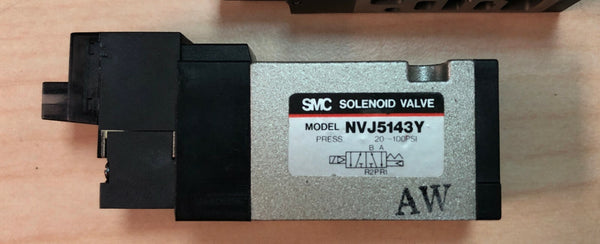 SMC SOLENOID VALVE
MODEL NVJ5143Y
PRESS. 20~100PSI
B A
R2PR1
AW